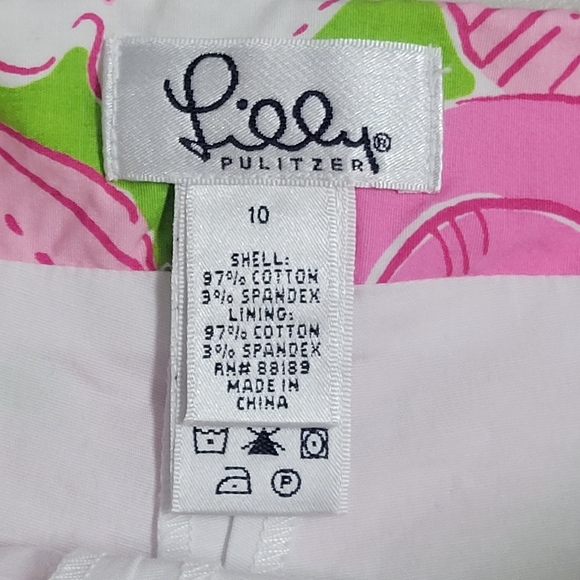 Lilly®
PULITZER
10
SHELL:
97% COTTON
3% SPANDEX
LINING:
97% COTTON
3% SPANDEX
RN# 88189
MADE IN
CHINA
P